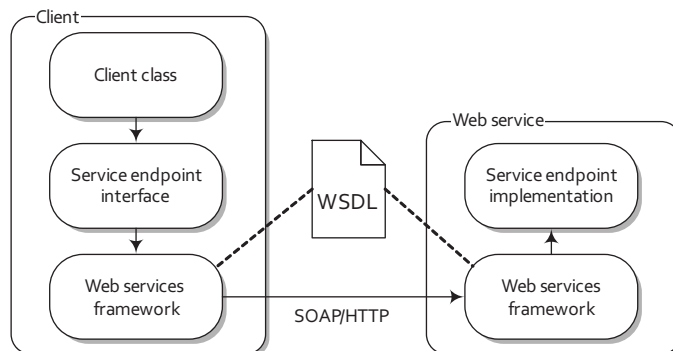 Client
Client class
Service endpoint
interface
Web services
framework
WSDL
SOAP/HTTP
Web service
Service endpoint
implementation
Web services
framework